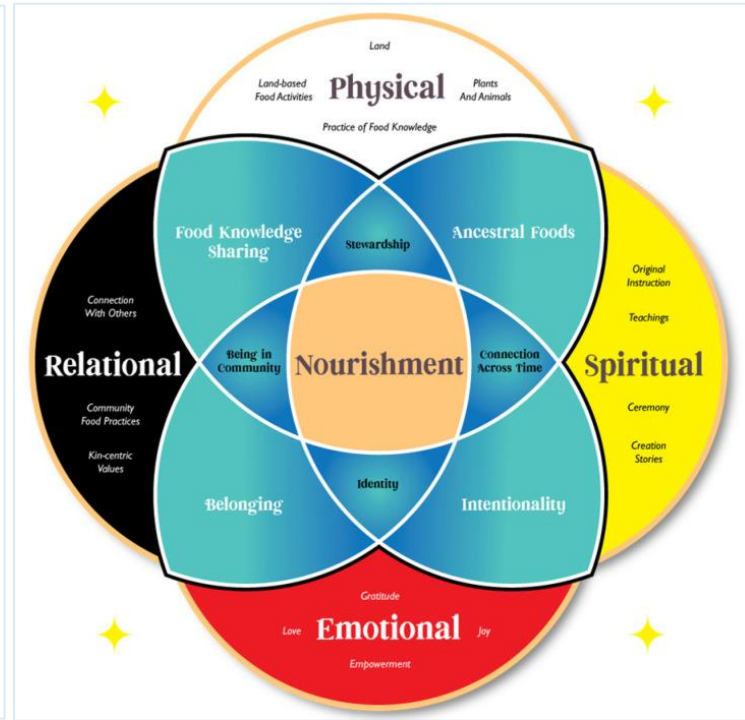 Land
Land-based
Food Activities
Physical
Plants
And Animals
Practice of Food Knowledge
Food Knowledge
Sharing
Stewardship
Ancestral Foods
Original
Instruction
Teachings
Connection
With Others
Relational
Being in
Community
Nourishment
Connection
Across Time
Spiritual
Community
Food Practices
Kin-centric
Values
Ceremony
Creation
Stories
Belonging
Identity
Intentionality
Gratitude
Love
Emotional
Joy
Empowerment